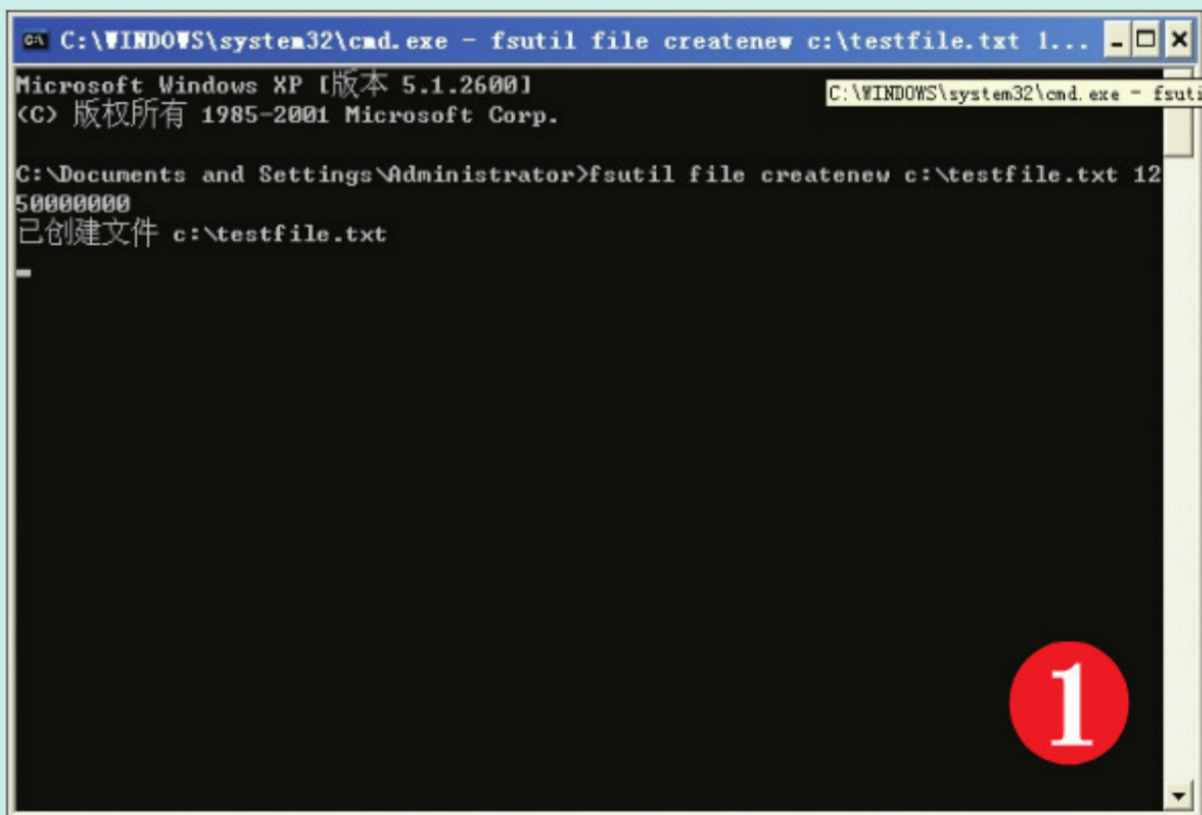 C:\WINDOWS\system32\cmd.exe - fsutil file createnew c:\testfile.txt 1...
Microsoft Windows XP [版本 5.1.2600]
C:\WINDOWS\system32\cmd.exe - fsuti
(C) 版权所有 1985-2001 Microsoft Corp.
C:\Documents and Settings\Administrator>fsutil file createnew c:\testfile.txt 12
50000000
已创建文件 c:\testfile.txt
1